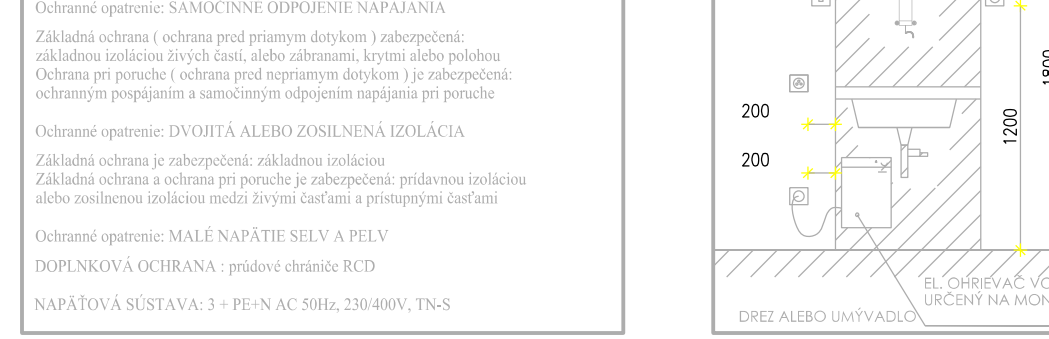 Ochranné opatrenie: SAMOČINNÉ ODPOJENIE NAPÁJANIA
Základná ochrana ( ochrana pred priamym dotykom ) zabezpečená:
základnou izoláciou živých častí, alebo zábranami, krytmi alebo polohou
Ochrana pri poruche ( ochrana pred nepriamym dotykom ) je zabezpečená:
ochranným pospájaním a samočinným odpojením napájania pri poruche
Ochranné opatrenie: DVOJITÁ ALEBO ZOSILNENÁ IZOLÁCIA
Základná ochrana je zabezpečená: základnou izoláciou
Základná ochrana a ochrana pri poruche je zabezpečená: prídavnou izoláciou
alebo zosilnenou izoláciou medzi živými časťami a prístupnými časťami
Ochranné opatrenie: MALÉ NAPÄTIE SELV A PELV
DOPLNKOVÁ OCHRANA : prúdové chrániče RCD
NAPÄŤOVÁ SÚSTAVA: 3 + PE+N AC 50Hz, 230/400V, TN-S
200
200
1200
1800
EL. OHRIEVAČ VO
URČENÝ NA MON
DREZ ALEBO UMÝVADLO